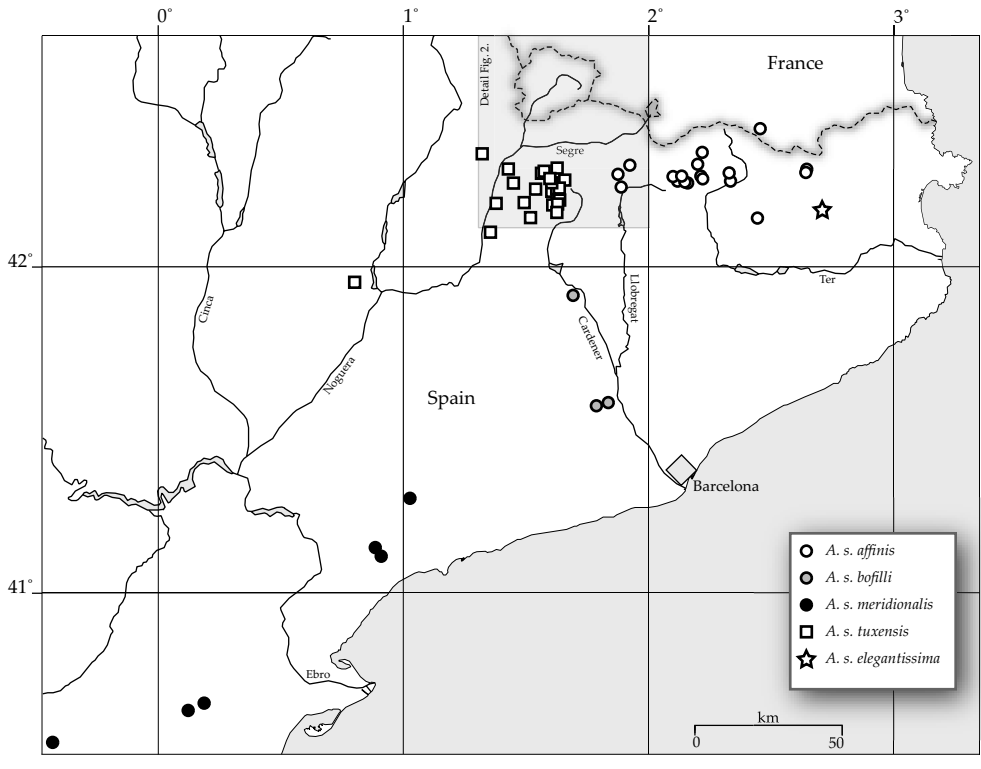 0°
1°
2°
3°
France
Detail Fig. 2.
Segre
42°
Cinca
Noguera
Cardener
Llobregat
Ter
Spain
Barcelona
41°
Ebro
A. s. affinis
A. s. bofilli
A. s. meridionalis
A. s. tuxensis
A. s. elegantissima
km
0 50